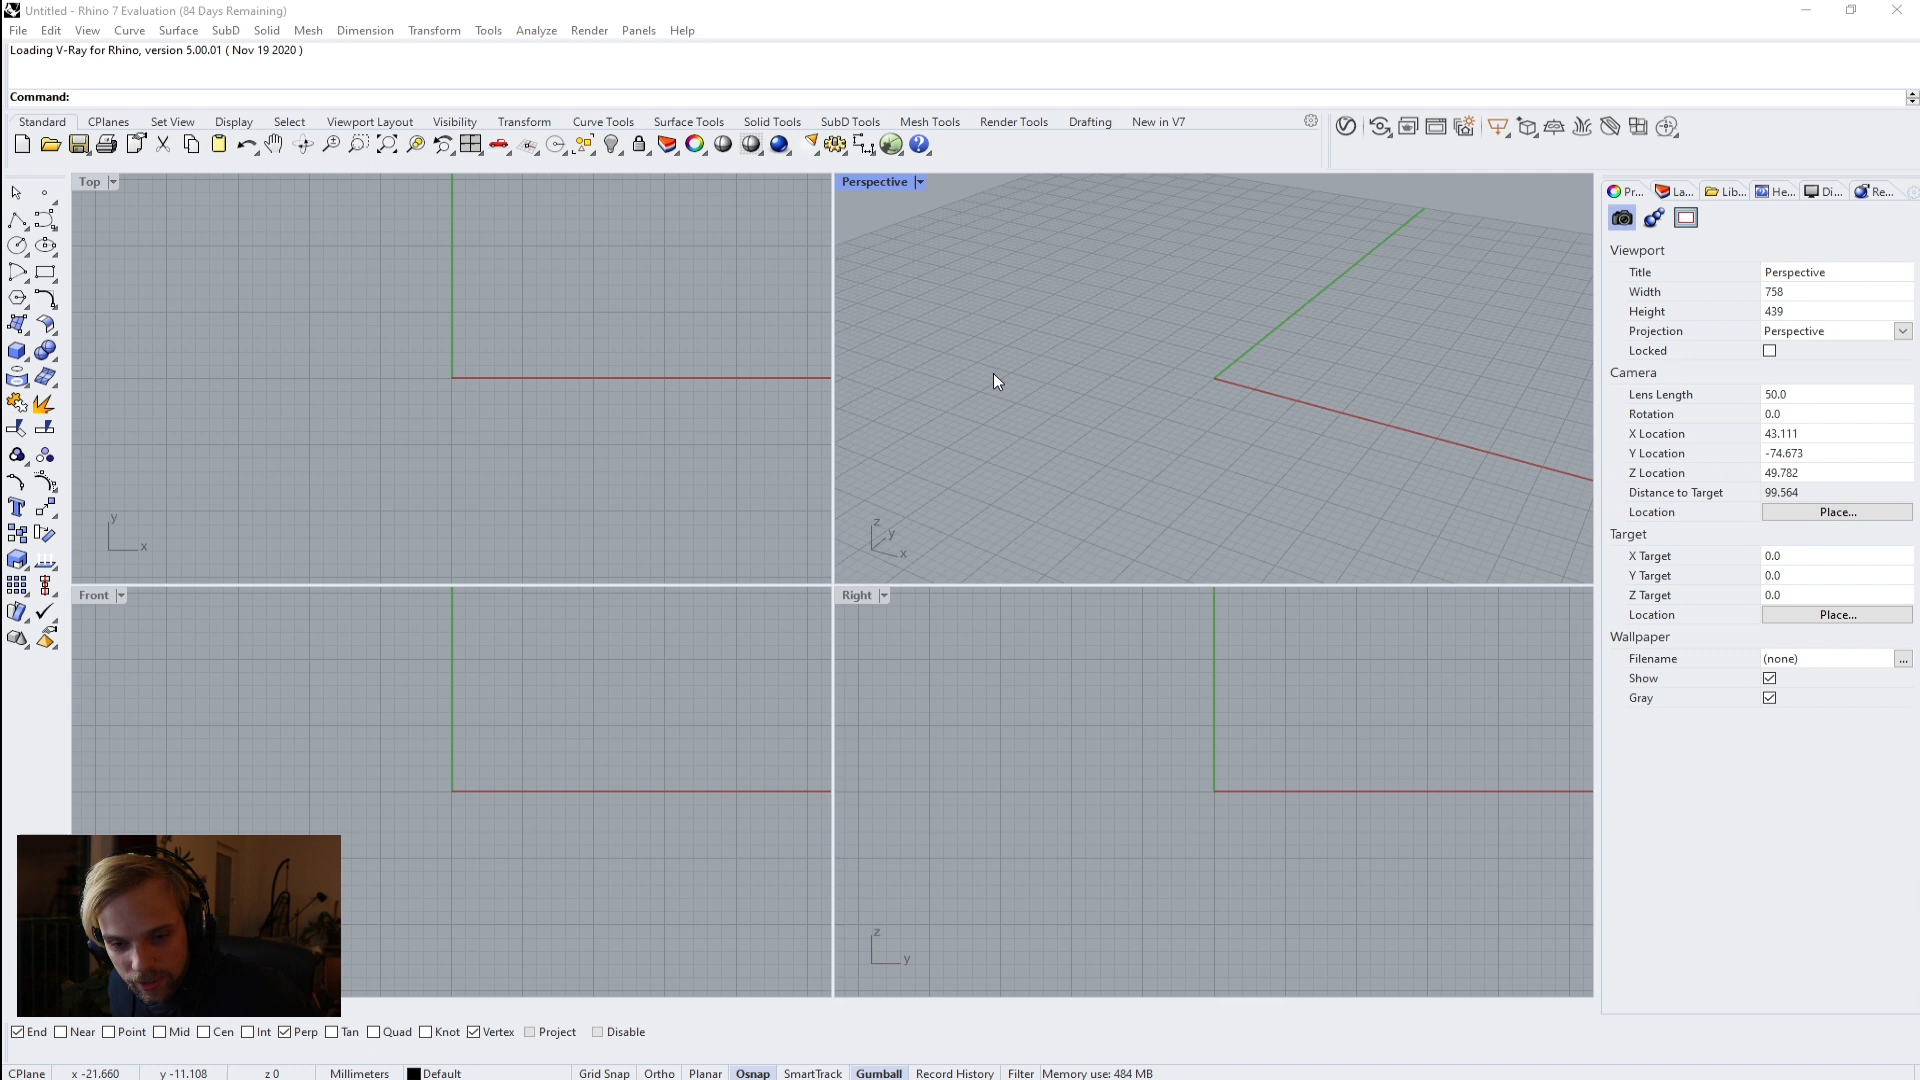 Untitled - Rhino 7 Evaluation (84 Days Remaining)
File Edit View Curve Surface SubD Solid Mesh Dimension Transform Tools Analyze Render Panels Help
Loading V-Ray for Rhino, version 5.00.01 ( Nov 19 2020 )
Command:
Standard CPlanes Set View Display Select Viewport Layout Visibility Transform Curve Tools Surface Tools Solid Tools SubD Tools Mesh Tools Render Tools Drafting New in V7
Top
Perspective
Pr... La... Lib... He... Di... Re...
Viewport
Title Perspective
Width 758
Height 439
Projection Perspective
Locked
Camera
Lens Length 50.0
Rotation 0.0
X Location 43.111
Y Location -74.673
Z Location 49.782
Distance to Target 99.564
Location Place...
Target
X Target 0.0
Y Target 0.0
Z Target 0.0
Location Place...
Wallpaper
Filename (none) ...
Show
Gray
y
x
z
y
x
Front
Right
z
y
End Near Point Mid Cen Int Perp Tan Quad Knot Vertex Project Disable
CPlane x -21.660 y -11.108 z 0 Millimeters Default Grid Snap Ortho Planar Osnap SmartTrack Gumball Record History Filter Memory use: 484 MB